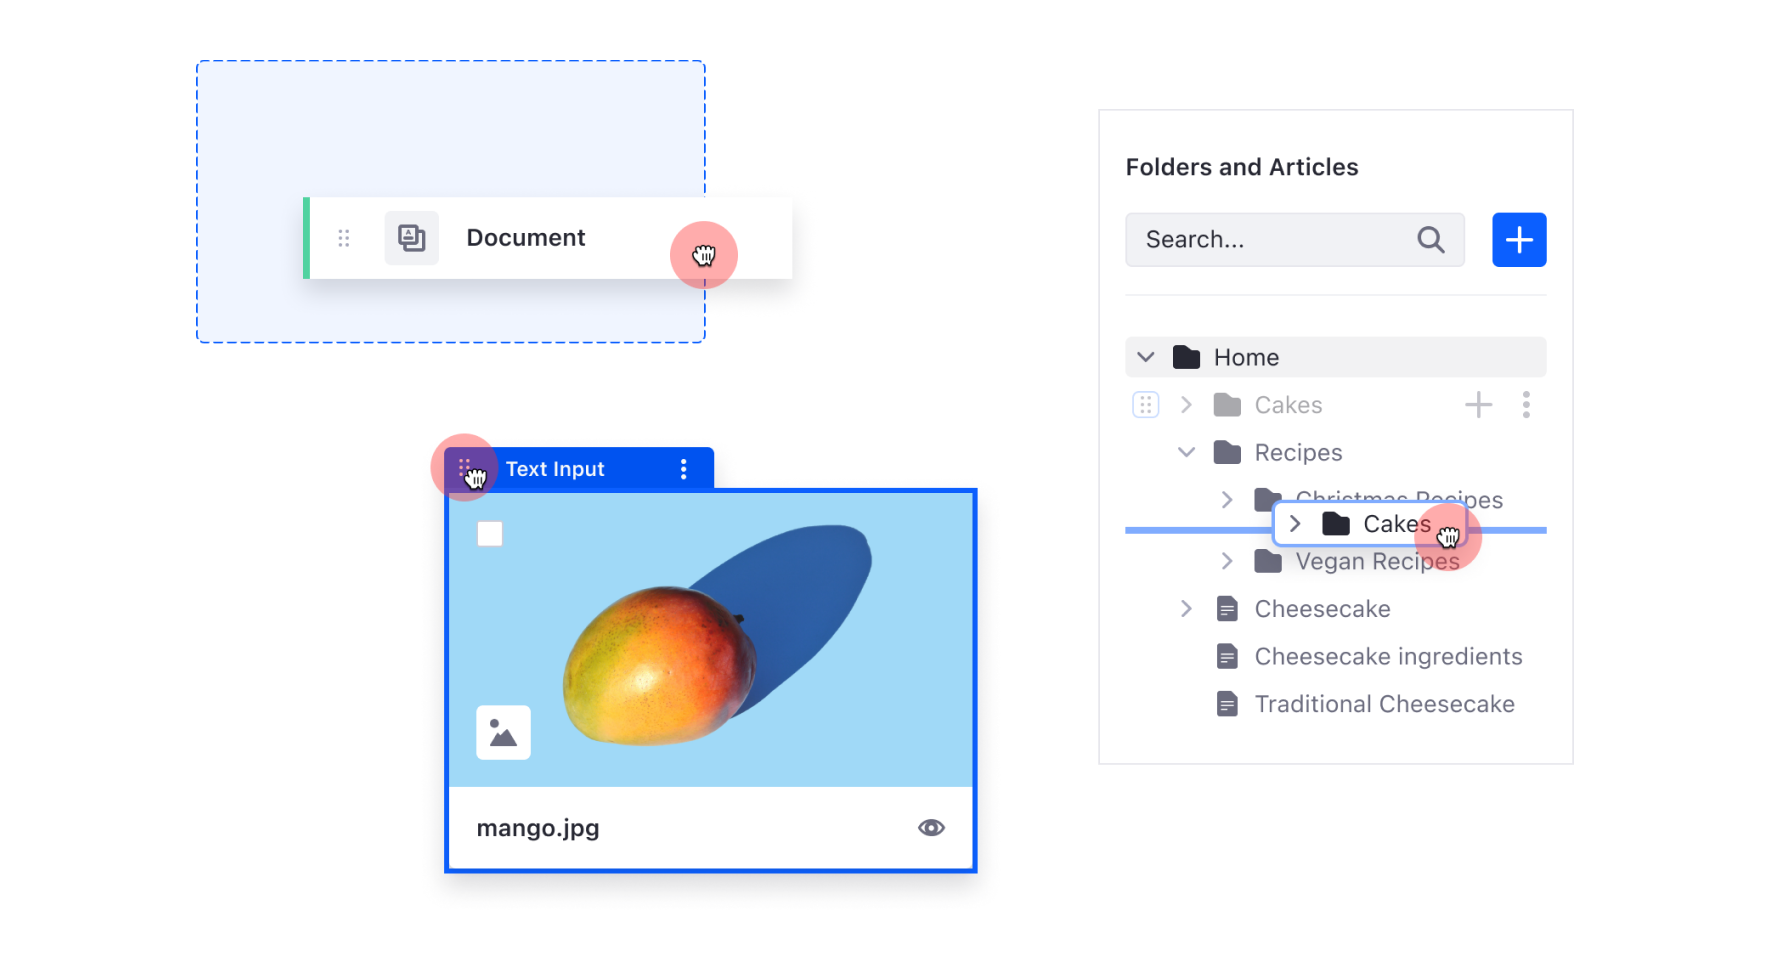 Document
Text Input
mango.jpg
Folders and Articles
Search...
Home
Cakes
Recipes
Christmas Recipes
Cakes
Vegan Recipes
Cheesecake
Cheesecake ingredients
Traditional Cheesecake